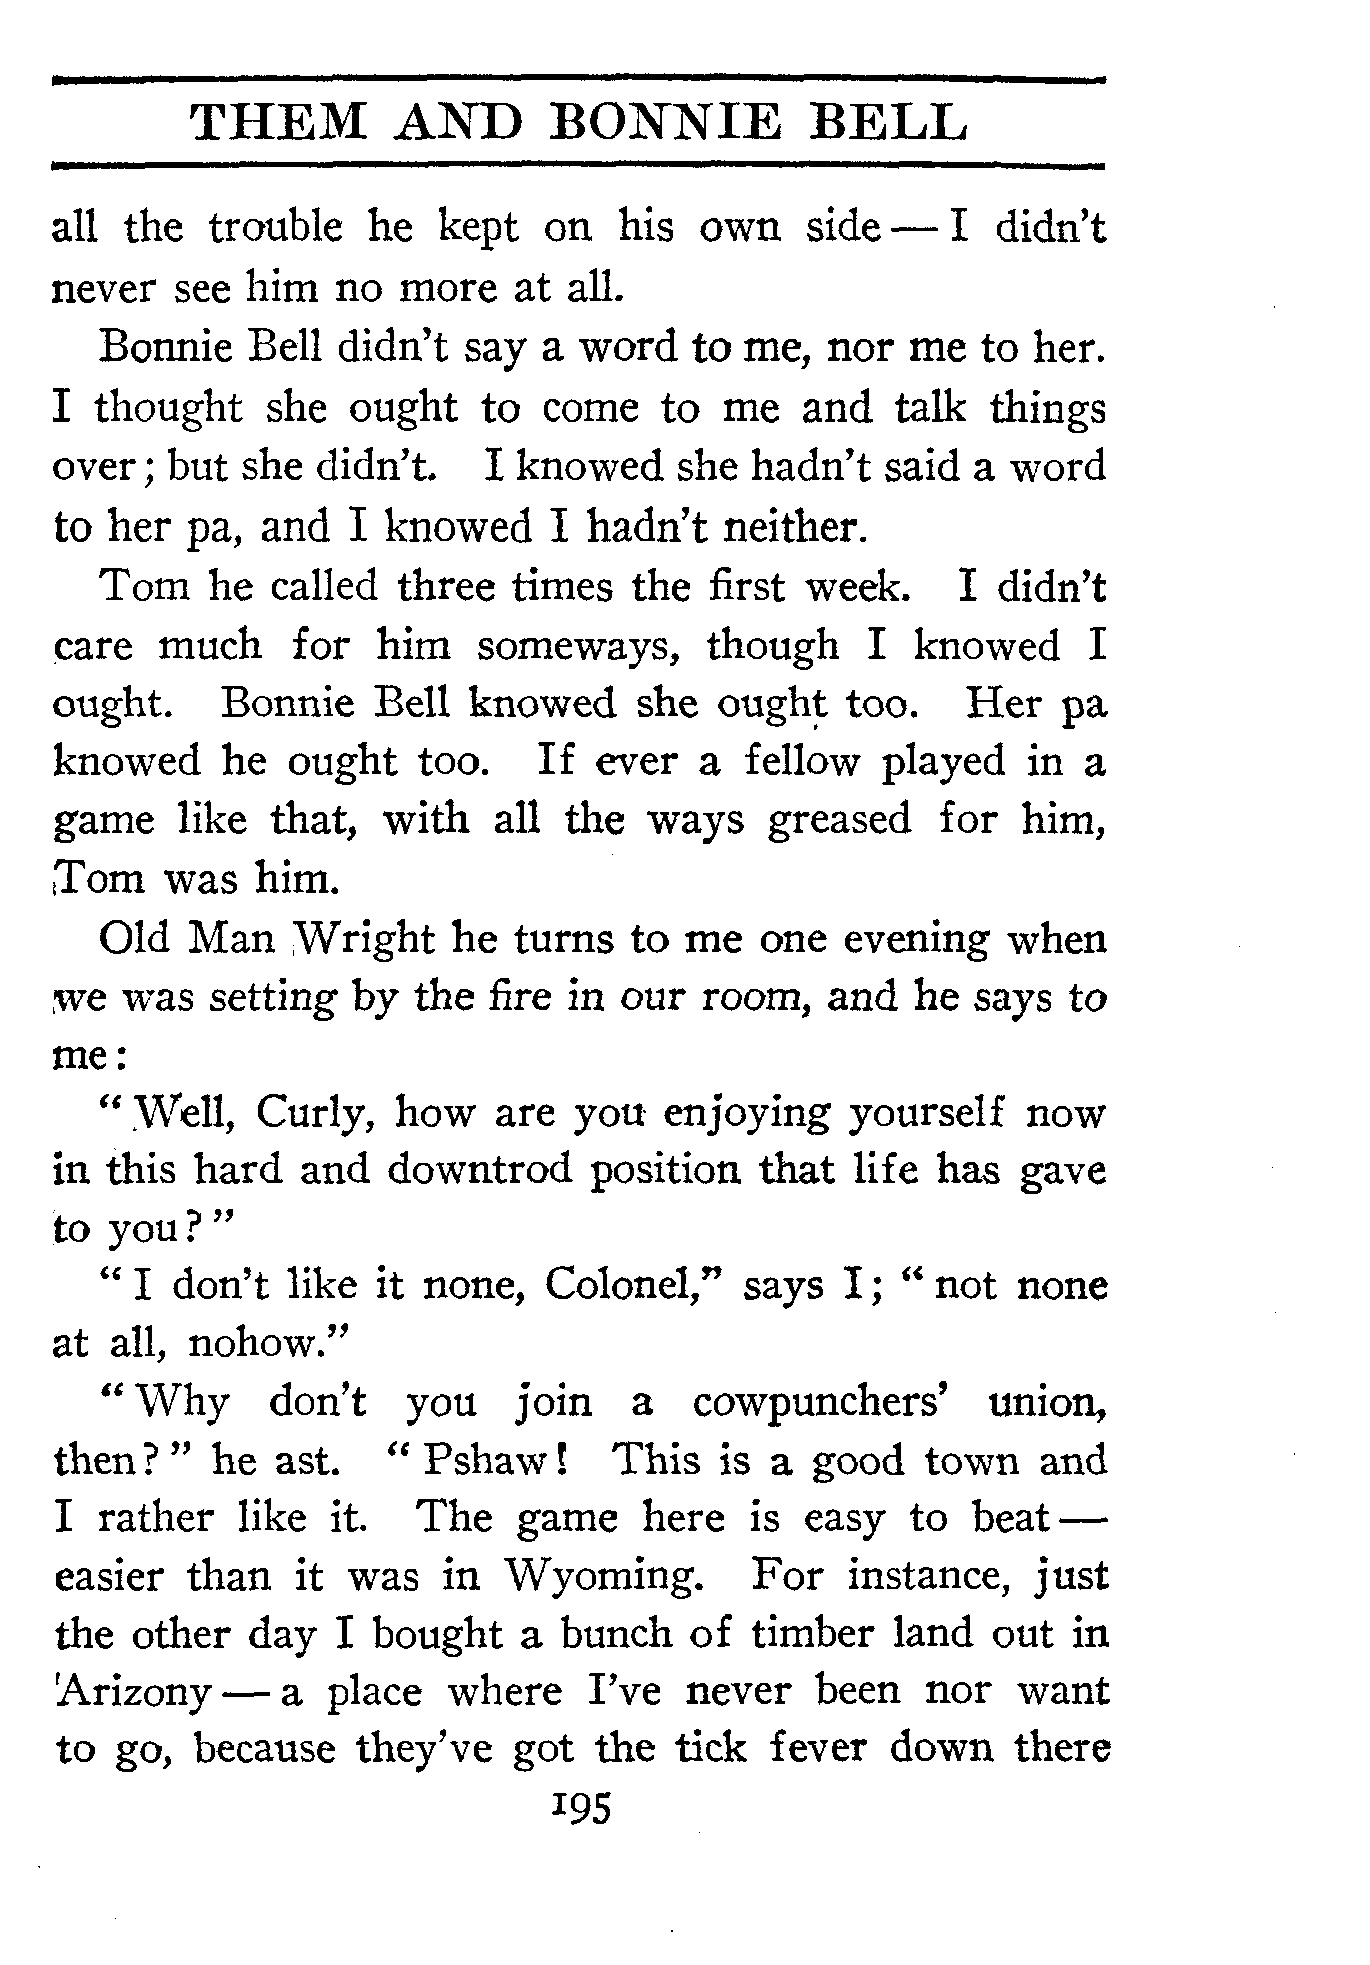 THEM AND BONNIE BELL
all the trouble he kept on his own side — I didn't
never see him no more at all.
Bonnie Bell didn't say a word to me, nor me to her.
I thought she ought to come to me and talk things
over; but she didn't. I knowed she hadn't said a word
to her pa, and I knowed I hadn't neither.
Tom he called three times the first week. I didn't
care much for him someways, though I knowed I
ought. Bonnie Bell knowed she ought too. Her pa
knowed he ought too. If ever a fellow played in a
game like that, with all the ways greased for him,
Tom was him.
Old Man Wright he turns to me one evening when
we was setting by the fire in our room, and he says to
me:
"Well, Curly, how are you enjoying yourself now
in this hard and downtrod position that life has gave
to you?"
"I don't like it none, Colonel," says I; "not none
at all, nohow."
"Why don't you join a cowpunchers' union,
then?" he ast. "Pshaw! This is a good town and
I rather like it. The game here is easy to beat —
easier than it was in Wyoming. For instance, just
the other day I bought a bunch of timber land out in
Arizony — a place where I've never been nor want
to go, because they've got the tick fever down there
195